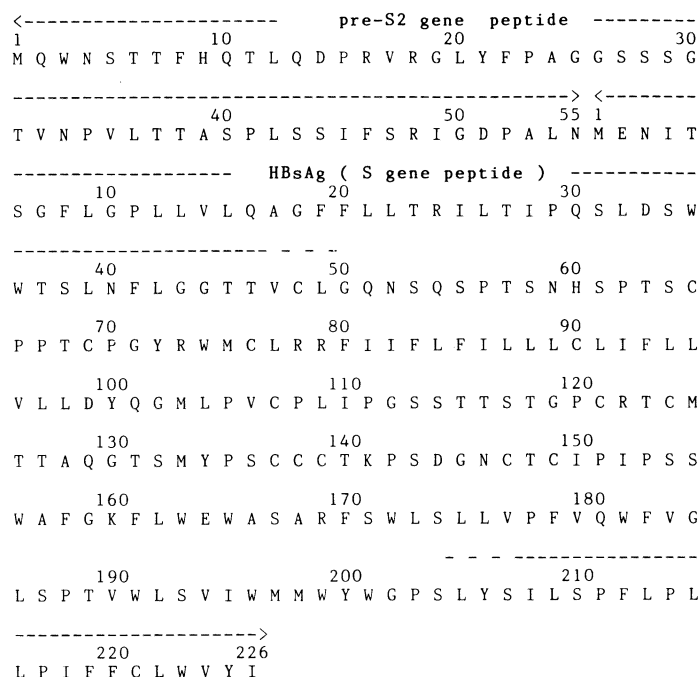 <------------------ pre-S2 gene peptide ---------
1 10 20 30
M Q W N S T T F H Q T L Q D P R V R G L Y F P A G G S S S G
-------------------------------------------------> <---------
40 50 55 1
T V N P V L T T A S P L S S I F S R I G D P A L N M E N I T
------------------- HBsAg ( S gene peptide ) -----------
10 20 30
S G F L G P L L V L Q A G F F L L T R I L T I P Q S L D S W
---------------------- - - -
40 50 60
W T S L N F L G G T T V C L G Q N S Q S P T S N H S P T S C
70 80 90
P P T C P G Y R W M C L R R F I I F L F I L L L C L I F L L
100 110 120
V L L D Y Q G M L P V C P L I P G S S T T S T G P C R T C M
130 140 150
T T A Q G T S M Y P S C C C T K P S D G N C T C I P I P S S
160 170 180
W A F G K F L W E W A S A R F S W L S L L V P F V Q W F V G
- - - ----------------
190 200 210
L S P T V W L S V I W M M W Y W G P S L Y S I L S P F L P L
--------------------->
220 226
L P I F F C L W V Y I